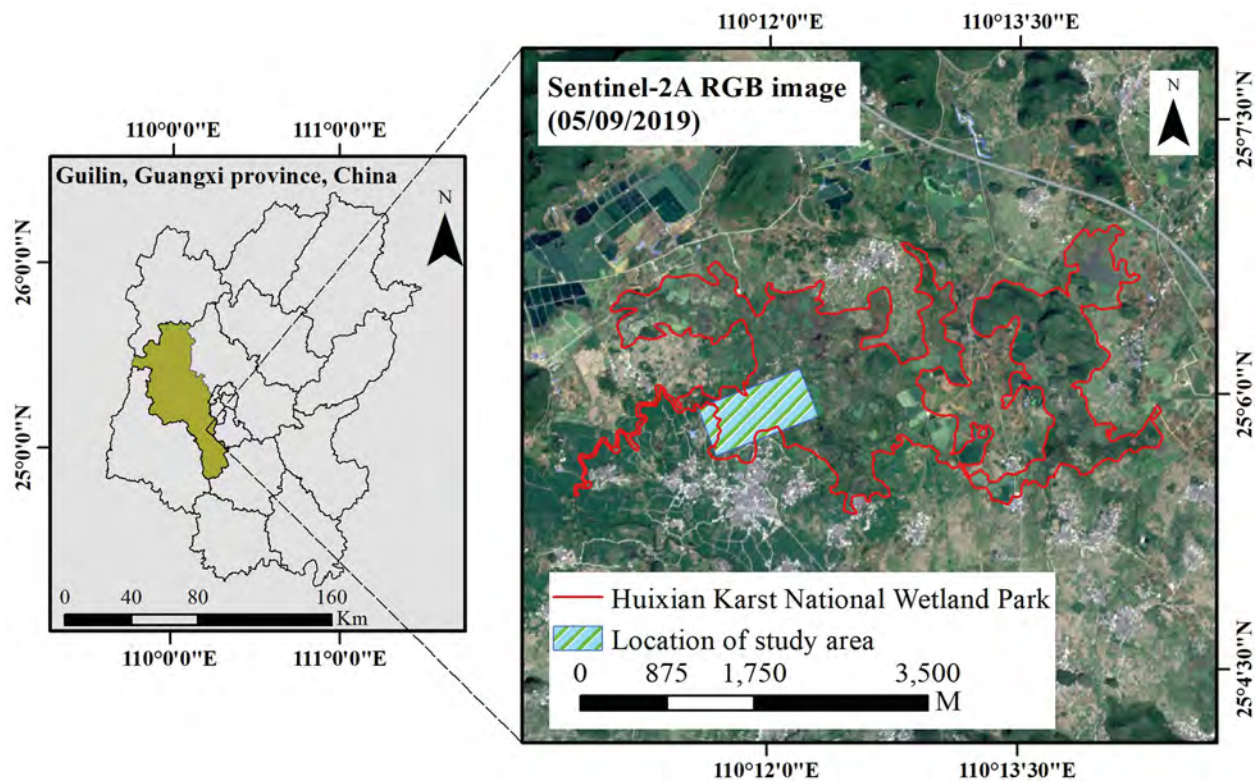 110°0'0"E 111°0'0"E
Guilin, Guangxi province, China
N
26°0'0"N
25°0'0"N
0 40 80 160
Km
110°0'0"E 111°0'0"E
110°12'0"E 110°13'30"E
Sentinel-2A RGB image
(05/09/2019)
N
25°7'30"N
25°6'0"N
25°4'30"N
Huixian Karst National Wetland Park
Location of study area
0 875 1,750 3,500
M
110°12'0"E 110°13'30"E